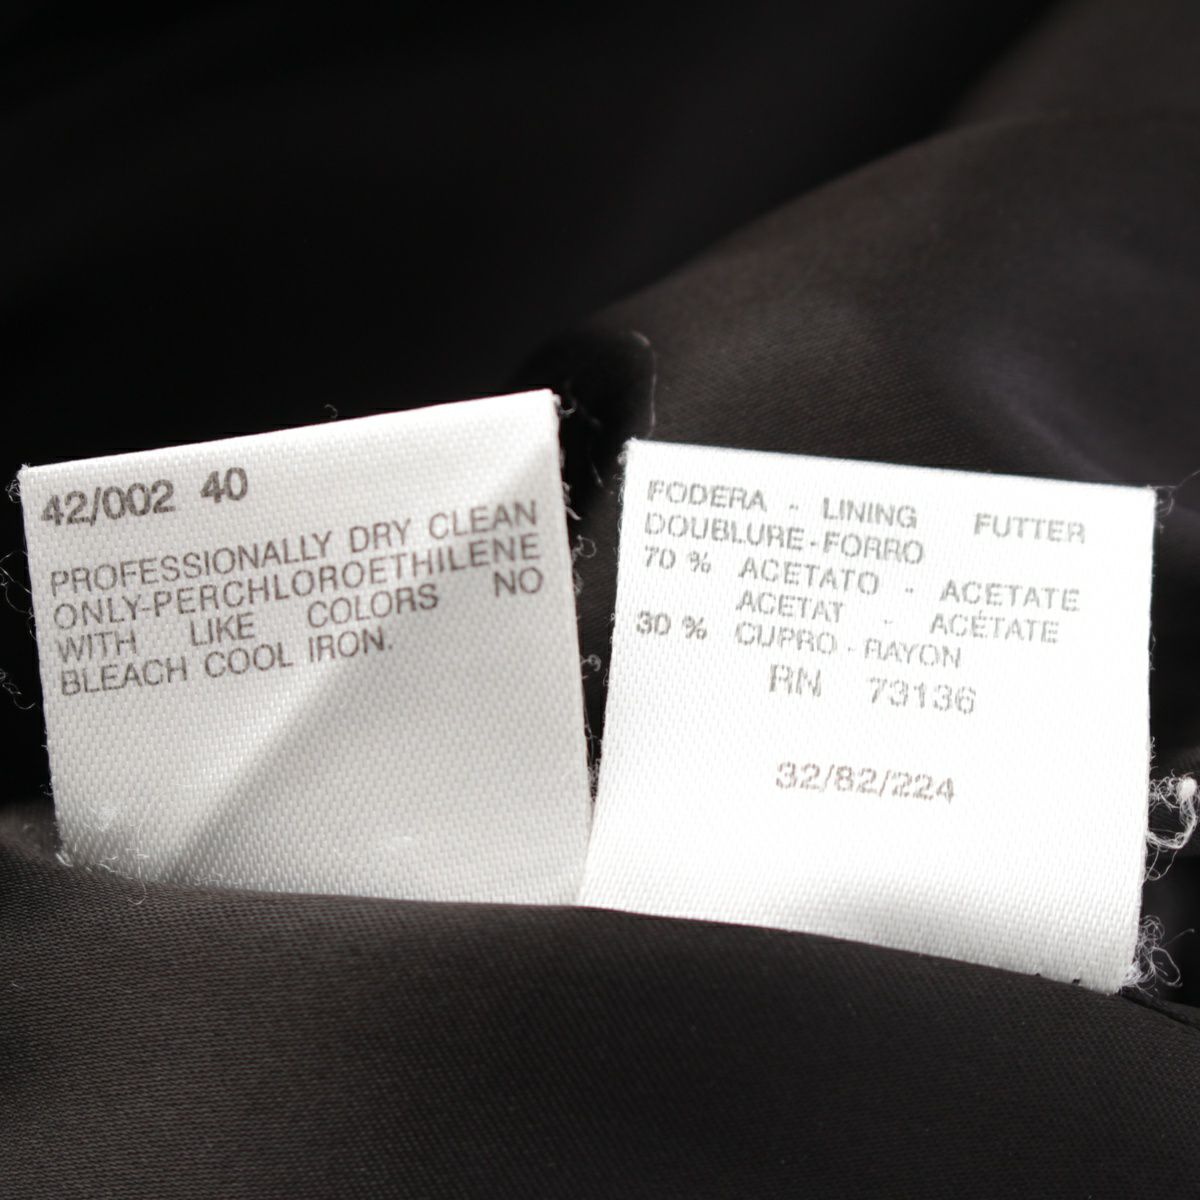 42/002 40
PROFESSIONALLY DRY CLEAN
ONLY-PERCHLOROETHILENE
WITH LIKE COLORS NO
BLEACH COOL IRON.
FODERA - LINING FUTTER
DOUBLURE-FORRO
70 % ACETATO - ACETATE
ACETAT - ACÉTATE
30 % CUPRO - RAYON
RN 73136
32/82/224